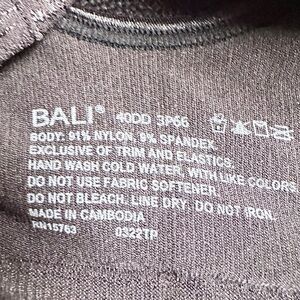 BALI® 40DD 3P66
BODY: 91% NYLON, 9% SPANDEX,
EXCLUSIVE OF TRIM AND ELASTICS.
HAND WASH COLD WATER, WITH LIKE COLORS
DO NOT USE FABRIC SOFTENER.
DO NOT BLEACH. LINE DRY. DO NOT IRON.
MADE IN CAMBODIA
RN15763 0322TP